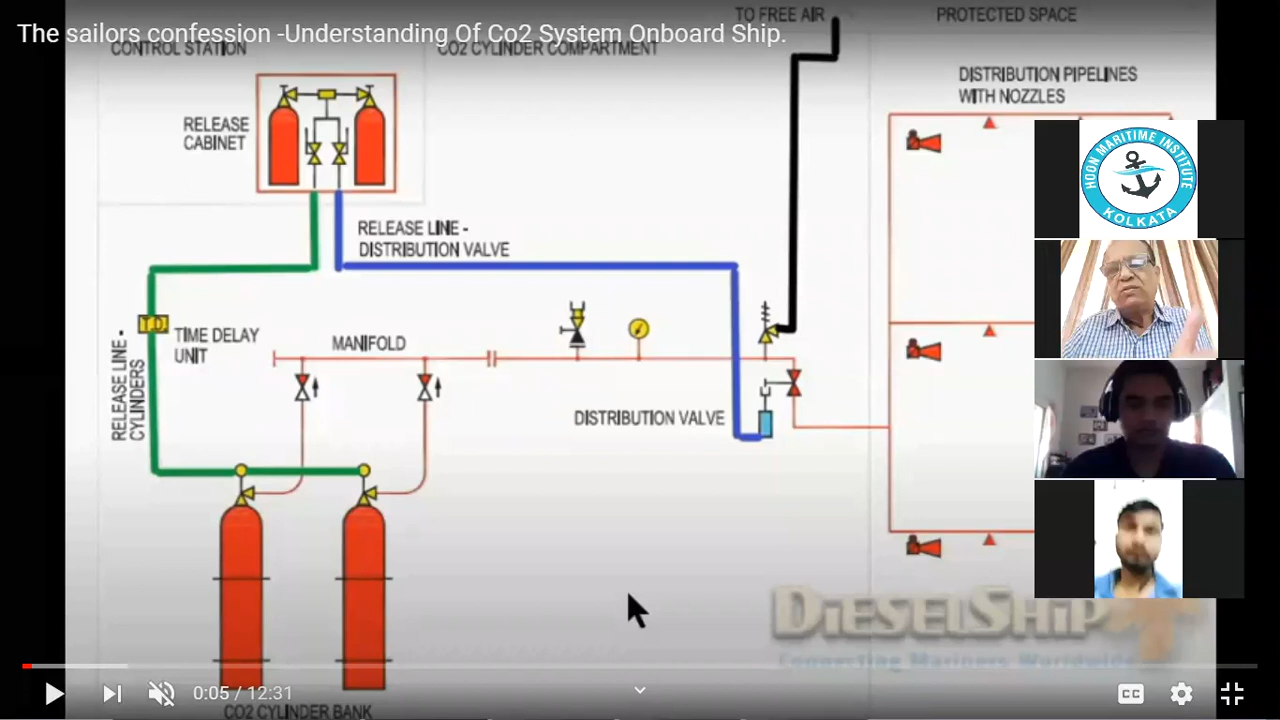 The sailors confession -Understanding Of Co2 System Onboard Ship.
TO FREE AIR
PROTECTED SPACE
CONTROL STATION
CO2 CYLINDER COMPARTMENT
DISTRIBUTION PIPELINES
WITH NOZZLES
RELEASE
CABINET
HOON MARITIME INSTITUTE
KOLKATA
RELEASE LINE -
DISTRIBUTION VALVE
T.D.
TIME DELAY
UNIT
MANIFOLD
RELEASE LINE -
CYLINDERS
DISTRIBUTION VALVE
DIESELSHIP
Connecting Mariners Worldwide
0:05 / 12:31
CC
CO2 CYLINDER BANK